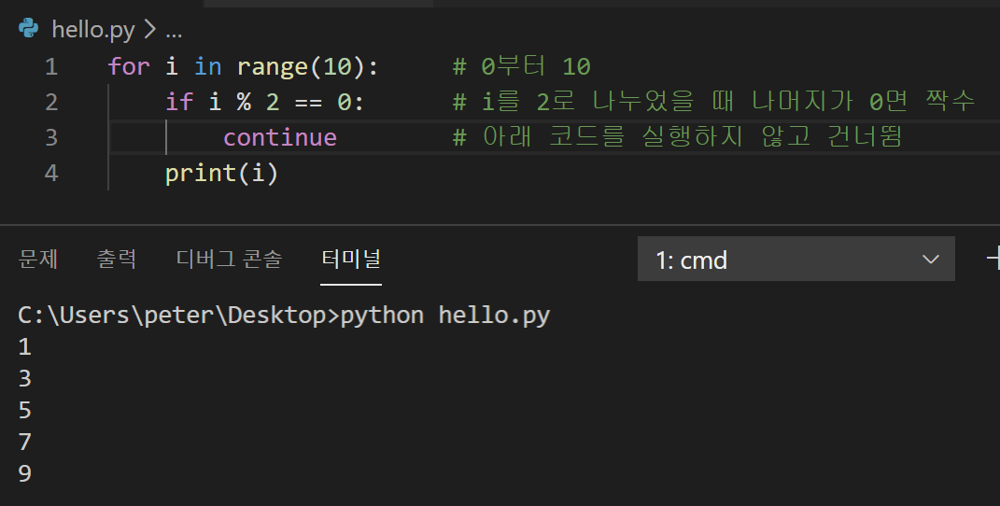 hello.py > ...
1 for i in range(10): # 0부터 10
2 if i % 2 == 0: # i를 2로 나누었을 때 나머지가 0면 짝수
3 continue # 아래 코드를 실행하지 않고 건너뜀
4 print(i)
문제 출력 디버그 콘솔 터미널 1: cmd
C:\Users\peter\Desktop>python hello.py
1
3
5
7
9